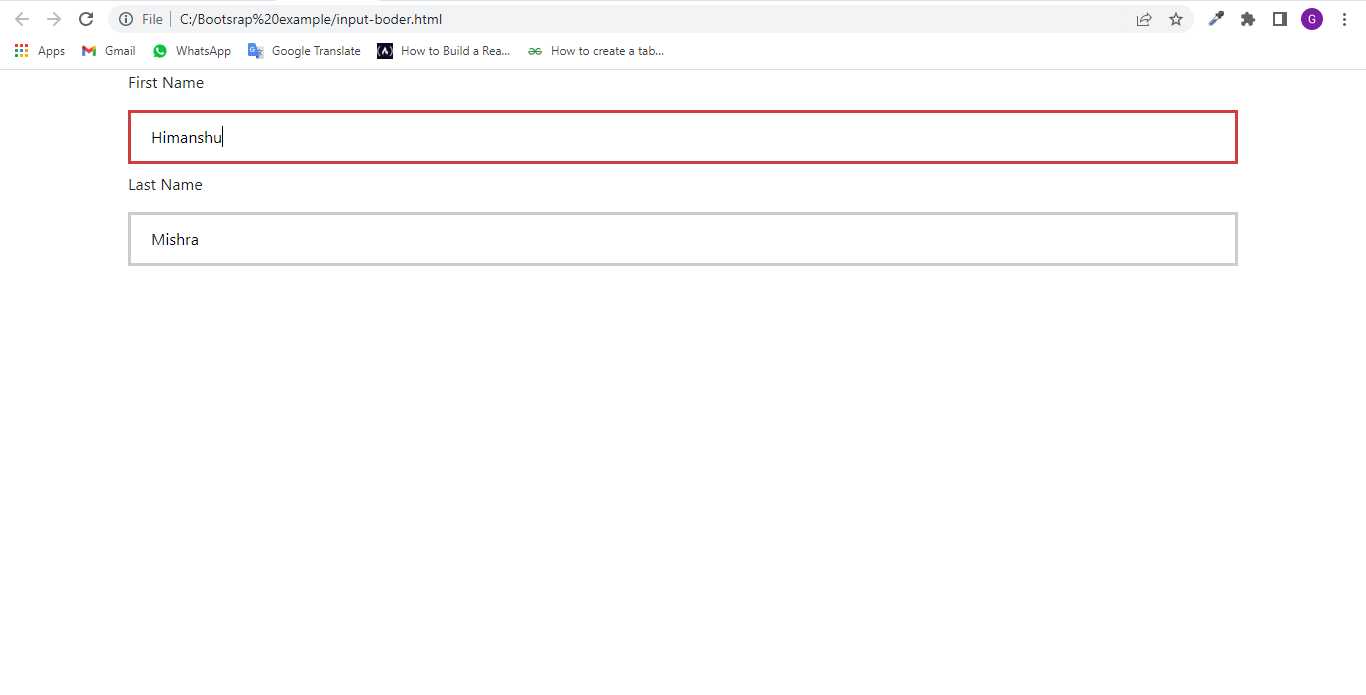 File C:/Bootsrap%20example/input-boder.html G
Apps Gmail WhatsApp Google Translate How to Build a Rea... How to create a tab...
First Name
Himanshu
Last Name
Mishra